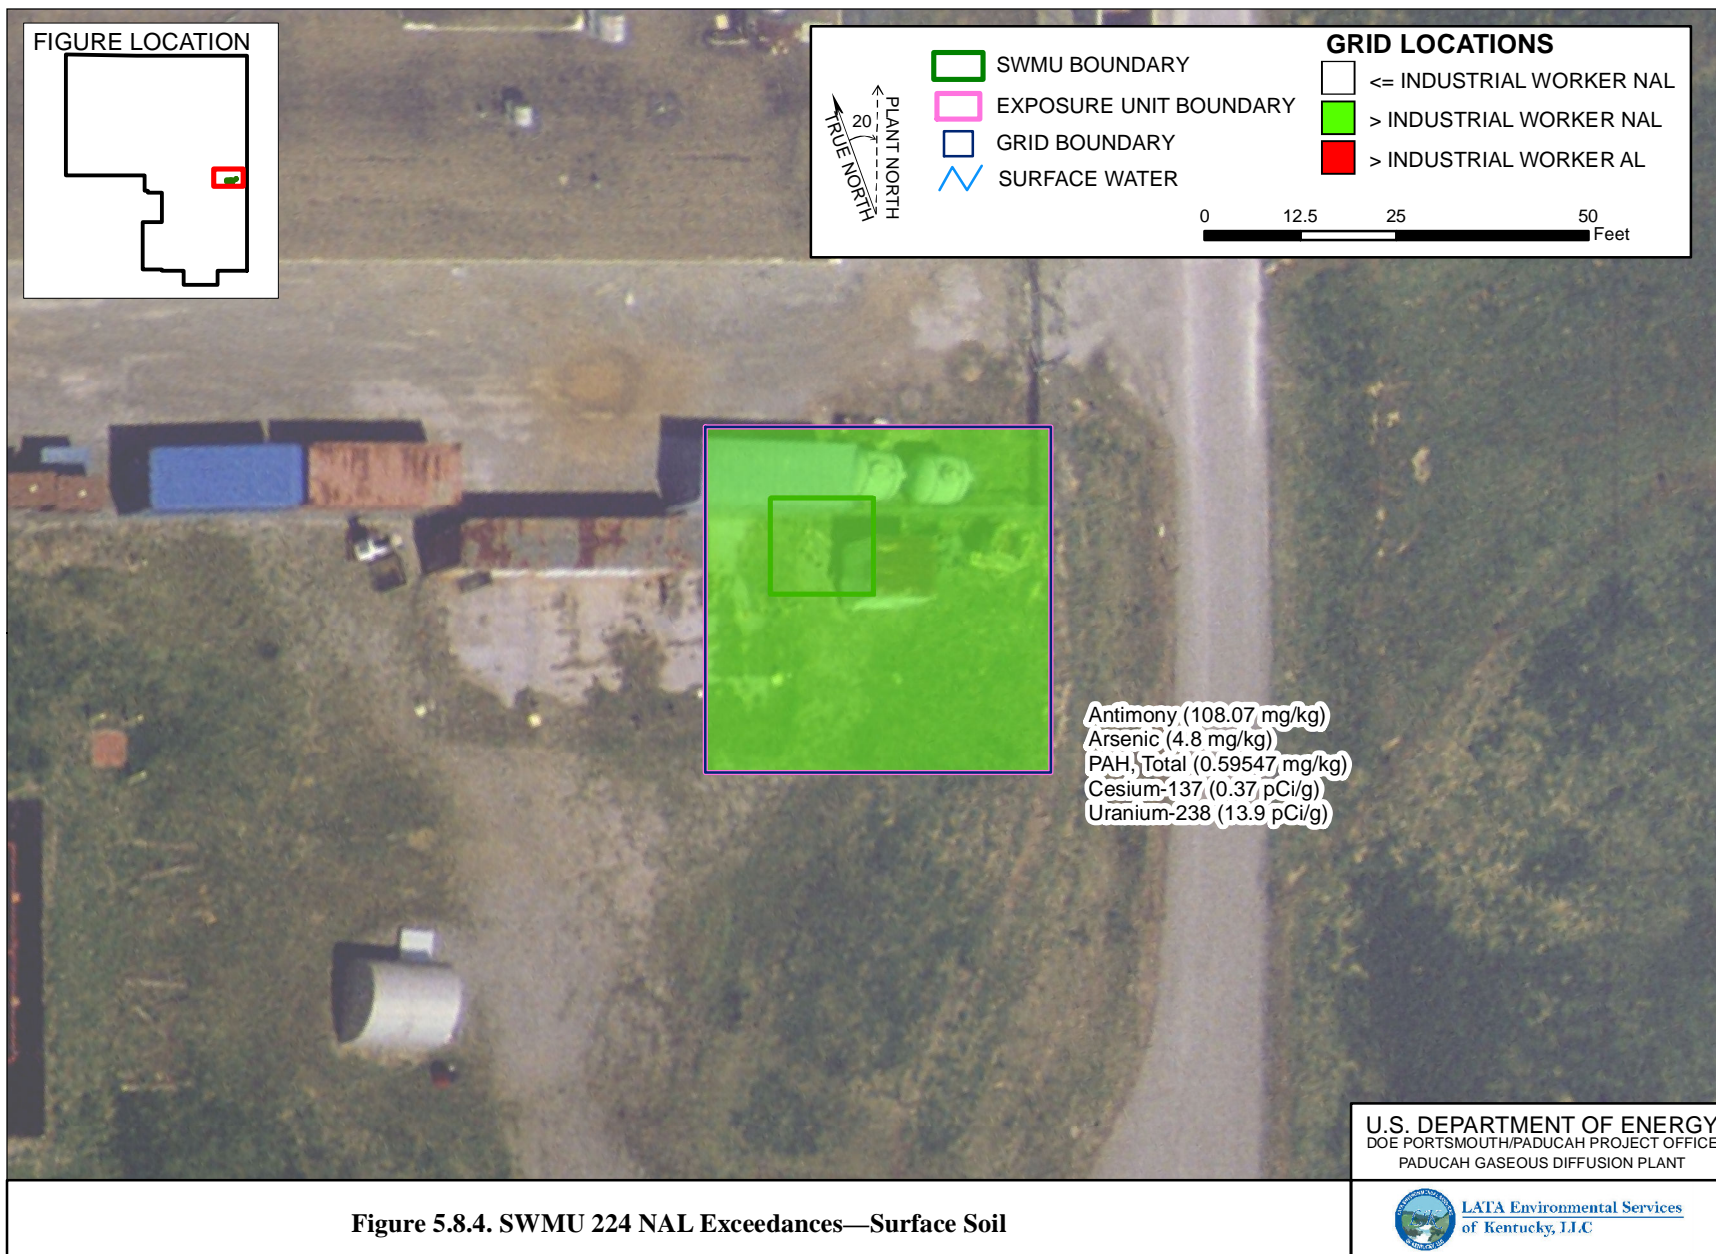 FIGURE LOCATION
TRUE NORTH
20
PLANT NORTH
SWMU BOUNDARY
EXPOSURE UNIT BOUNDARY
GRID BOUNDARY
SURFACE WATER
GRID LOCATIONS
<= INDUSTRIAL WORKER NAL
> INDUSTRIAL WORKER NAL
> INDUSTRIAL WORKER AL
0 12.5 25 50
Feet
Antimony (108.07 mg/kg)
Arsenic (4.8 mg/kg)
PAH, Total (0.59547 mg/kg)
Cesium-137 (0.37 pCi/g)
Uranium-238 (13.9 pCi/g)
U.S. DEPARTMENT OF ENERGY
DOE PORTSMOUTH/PADUCAH PROJECT OFFICE
PADUCAH GASEOUS DIFFUSION PLANT
Figure 5.8.4. SWMU 224 NAL Exceedances—Surface Soil
LATA Environmental Services
of Kentucky, LLC